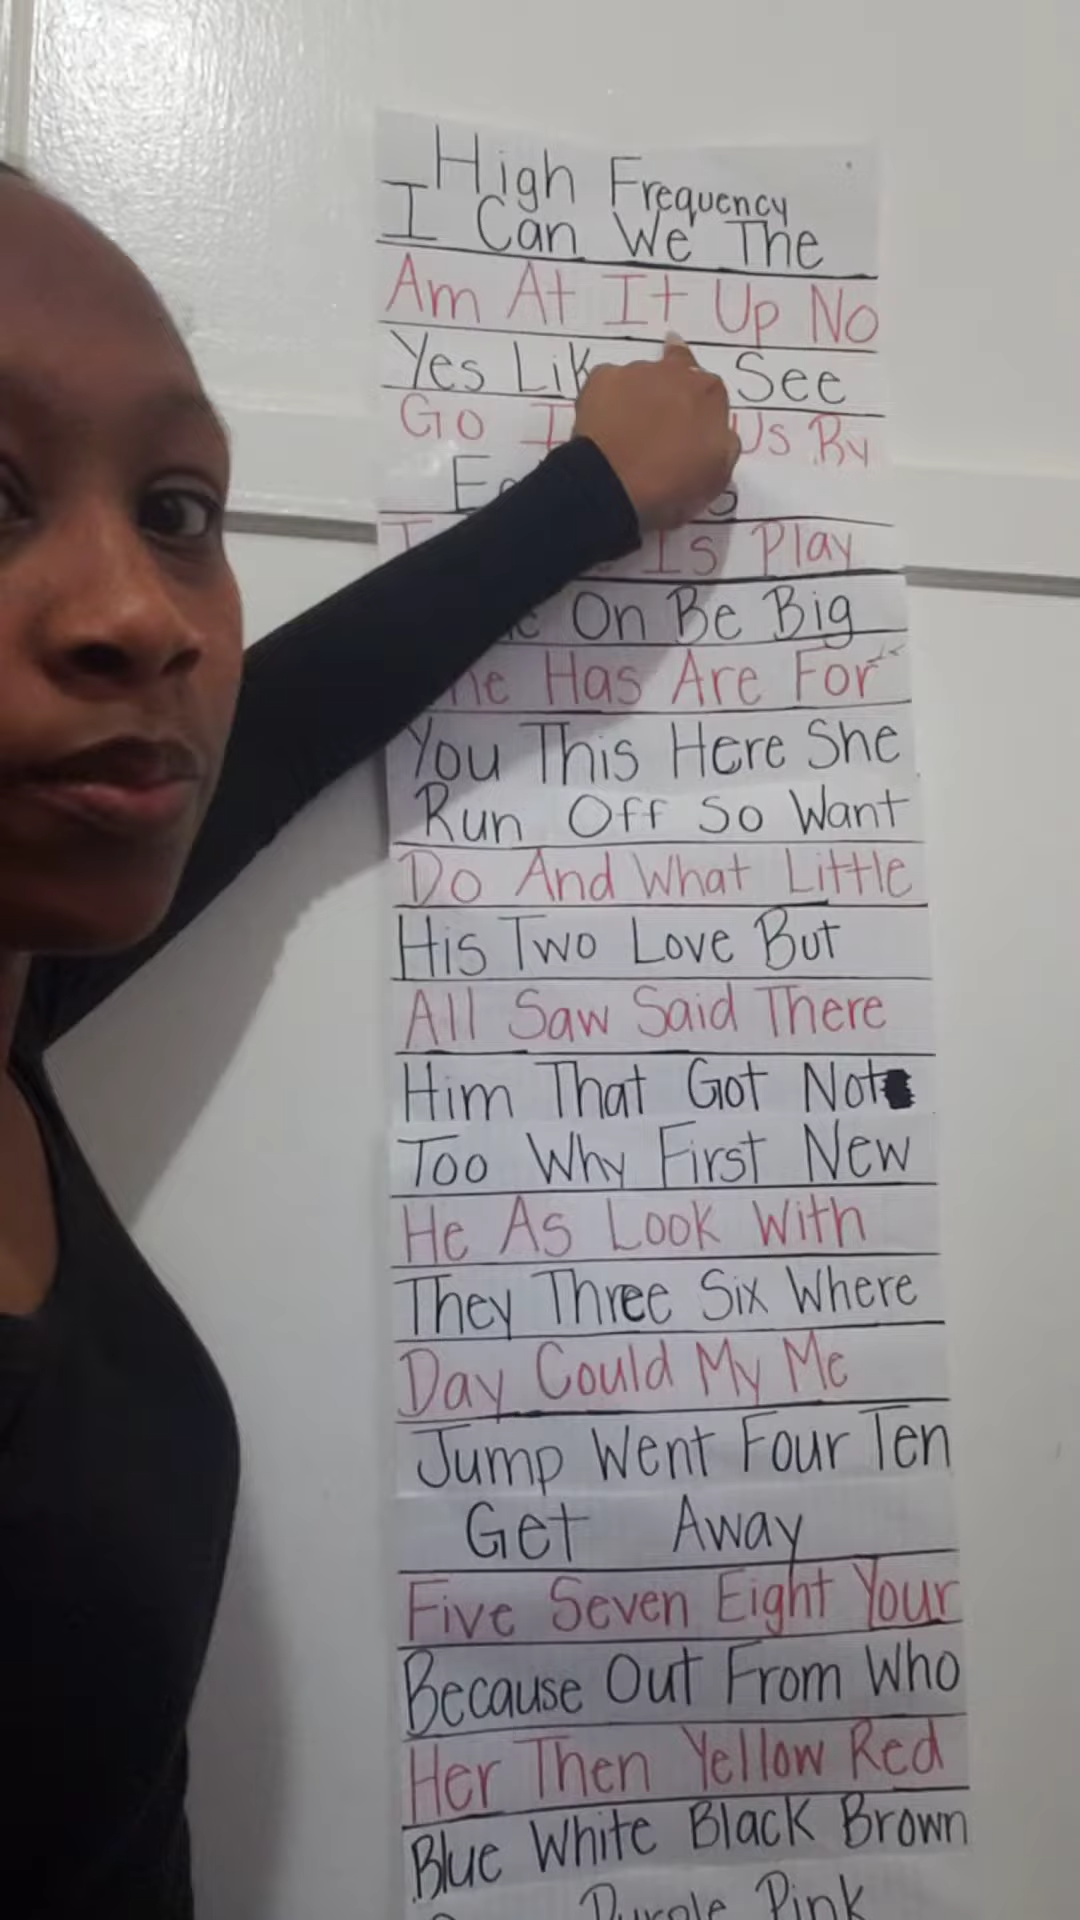 High Frequency
I Can We The
Am At It Up No
Yes See
Go Us By
Is Play
On Be Big
Has Are For
You This Here She
Run Off So Want
Do And What Little
His Two Love But
All Saw Said There
Him That Got Not
Too Why First New
He As Look With
They Three Six Where
Day Could My Me
Jump Went Four Ten
Get Away
Five Seven Eight Your
Because Out From Who
Her Then Yellow Red
Blue White Black Brown
Purple Pink